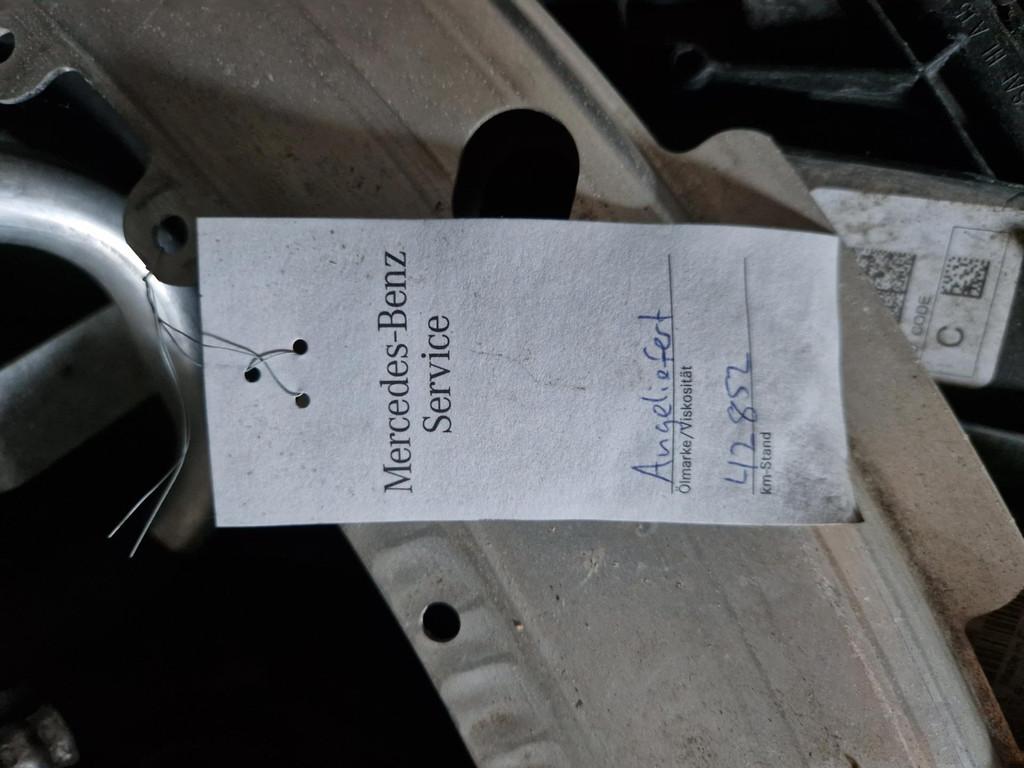 Mercedes-Benz
Service
Angeliefert
Ölmarke/Viskosität
42852
km-Stand
CODE
C